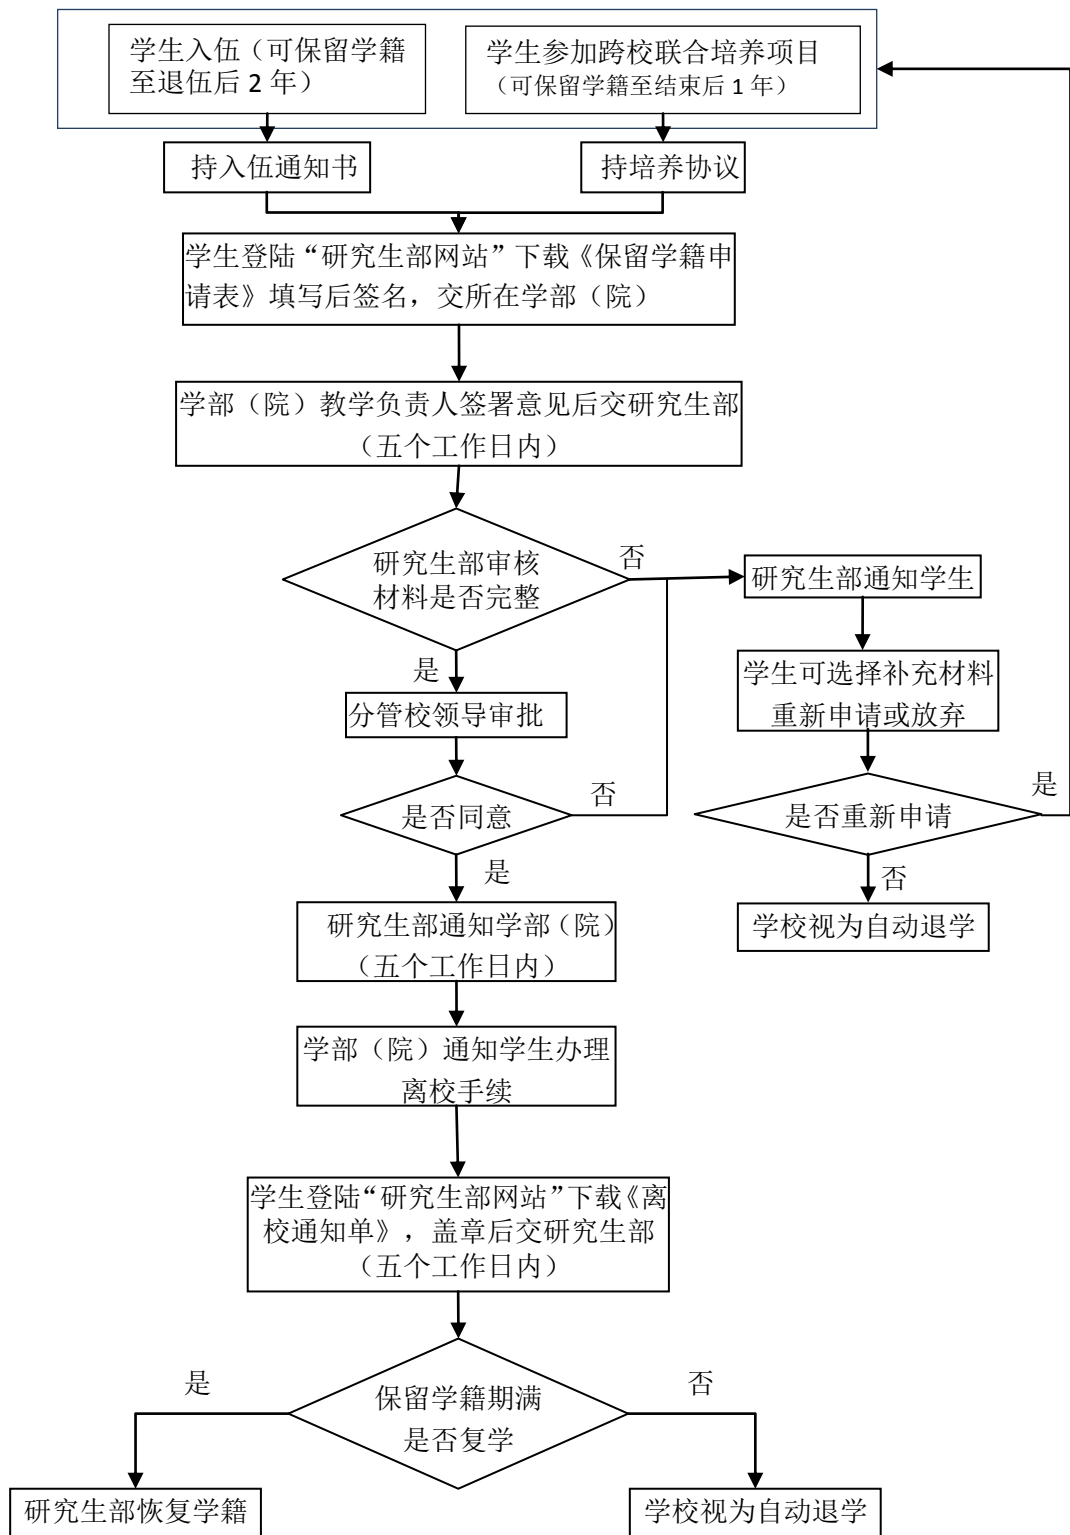 学生入伍（可保留学籍
至退伍后 2 年）
学生参加跨校联合培养项目
（可保留学籍至结束后 1 年）
持入伍通知书
持培养协议
学生登陆“研究生部网站”下载《保留学籍申
请表》填写后签名，交所在学部（院）
学部（院）教学负责人签署意见后文研究生部
（五个工作日内）
研究生部审核
材料是否完整
否
研究生部通知学生
是
学生可选择补充材料
重新申请或放弃
分管校领导审批
是否同意
否
是否重新申请
是
是
否
研究生部通知学部（院）
（五个工作日内）
学校视为自动退学
学部（院）通知学生办理
离校手续
学生登陆“研究生部网站”下载《离
校通知单》，盖章后文研究生部
（五个工作日内）
是
保留学籍期满
是否复学
否
研究生部恢复学籍
学校视为自动退学